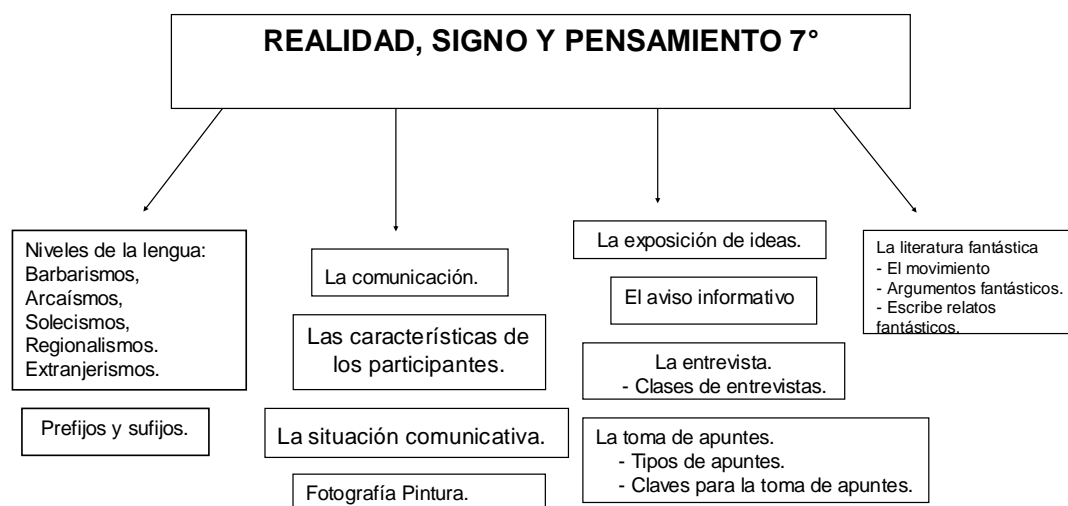 REALIDAD, SIGNO Y PENSAMIENTO 7°
Niveles de la lengua:
Barbarismos,
Arcaísmos,
Solecismos,
Regionalismos.
Extranjerismos.
Prefijos y sufijos.
La comunicación.
Las características de
los participantes.
La situación comunicativa.
Fotografía Pintura.
La exposición de ideas.
El aviso informativo
La entrevista.
- Clases de entrevistas.
La toma de apuntes.
- Tipos de apuntes.
- Claves para la toma de apuntes.
La literatura fantástica
- El movimiento
- Argumentos fantásticos.
- Escribe relatos
fantásticos.